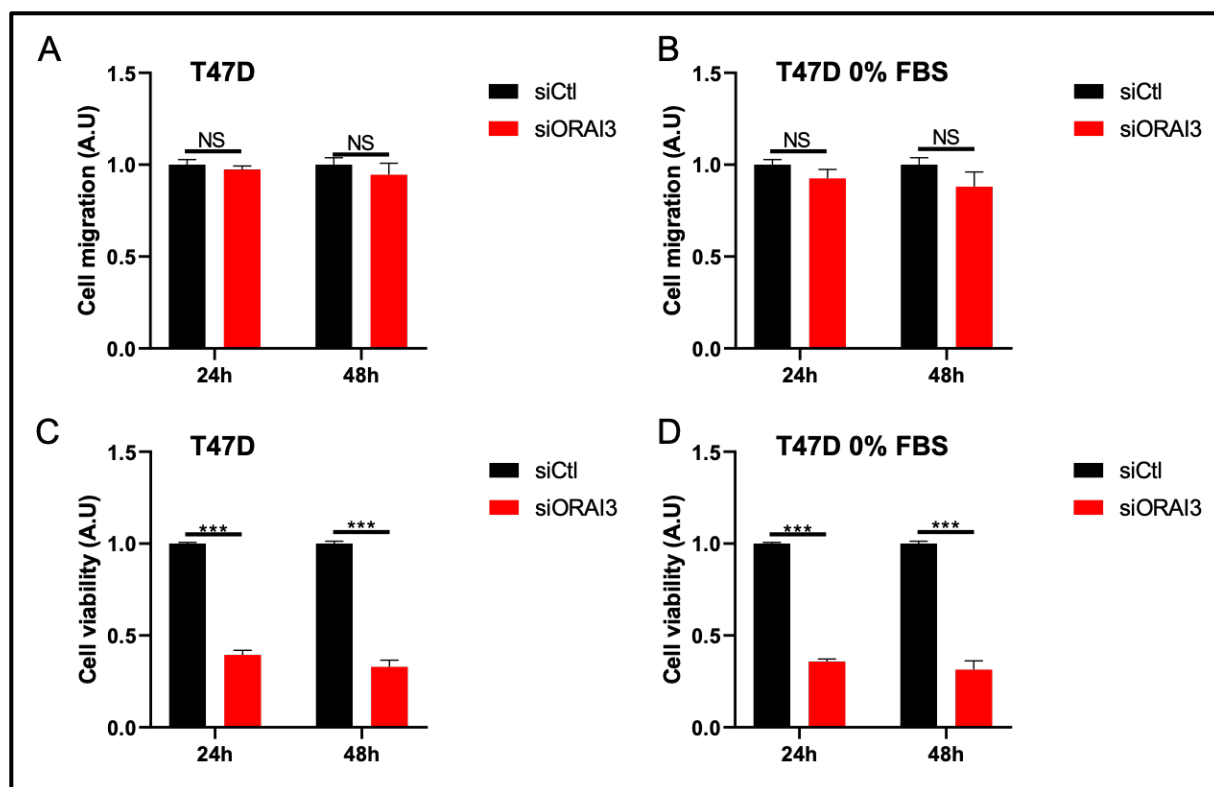 A
T47D
Cell migration (A.U)
1.5
1.0
0.5
0.0
NS
NS
24h
48h
siCtl
siORAI3
B
T47D 0% FBS
Cell migration (A.U)
1.5
1.0
0.5
0.0
NS
NS
24h
48h
siCtl
siORAI3
C
T47D
Cell viability (A.U)
1.5
1.0
0.5
0.0
***
***
24h
48h
siCtl
siORAI3
D
T47D 0% FBS
Cell viability (A.U)
1.5
1.0
0.5
0.0
***
***
24h
48h
siCtl
siORAI3